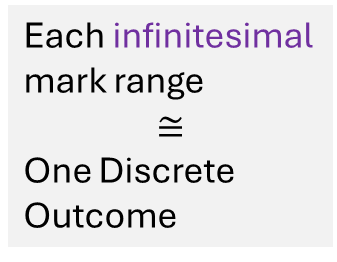 Each infinitesimal
mark range
≅
One Discrete
Outcome